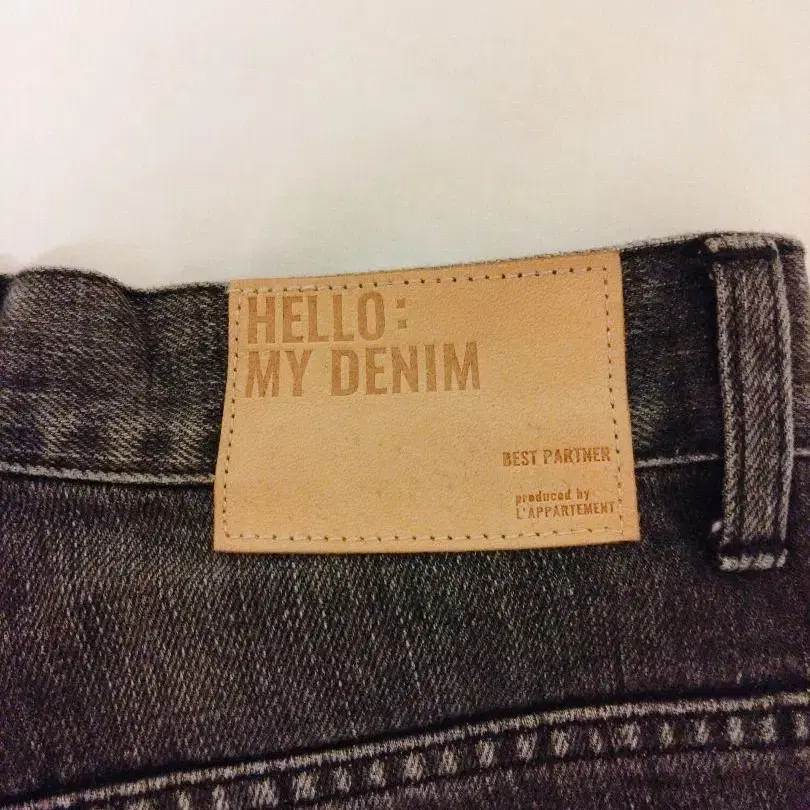 HELLO:
MY DENIM
BEST PARTNER
produced by
L'APPARTEMENT